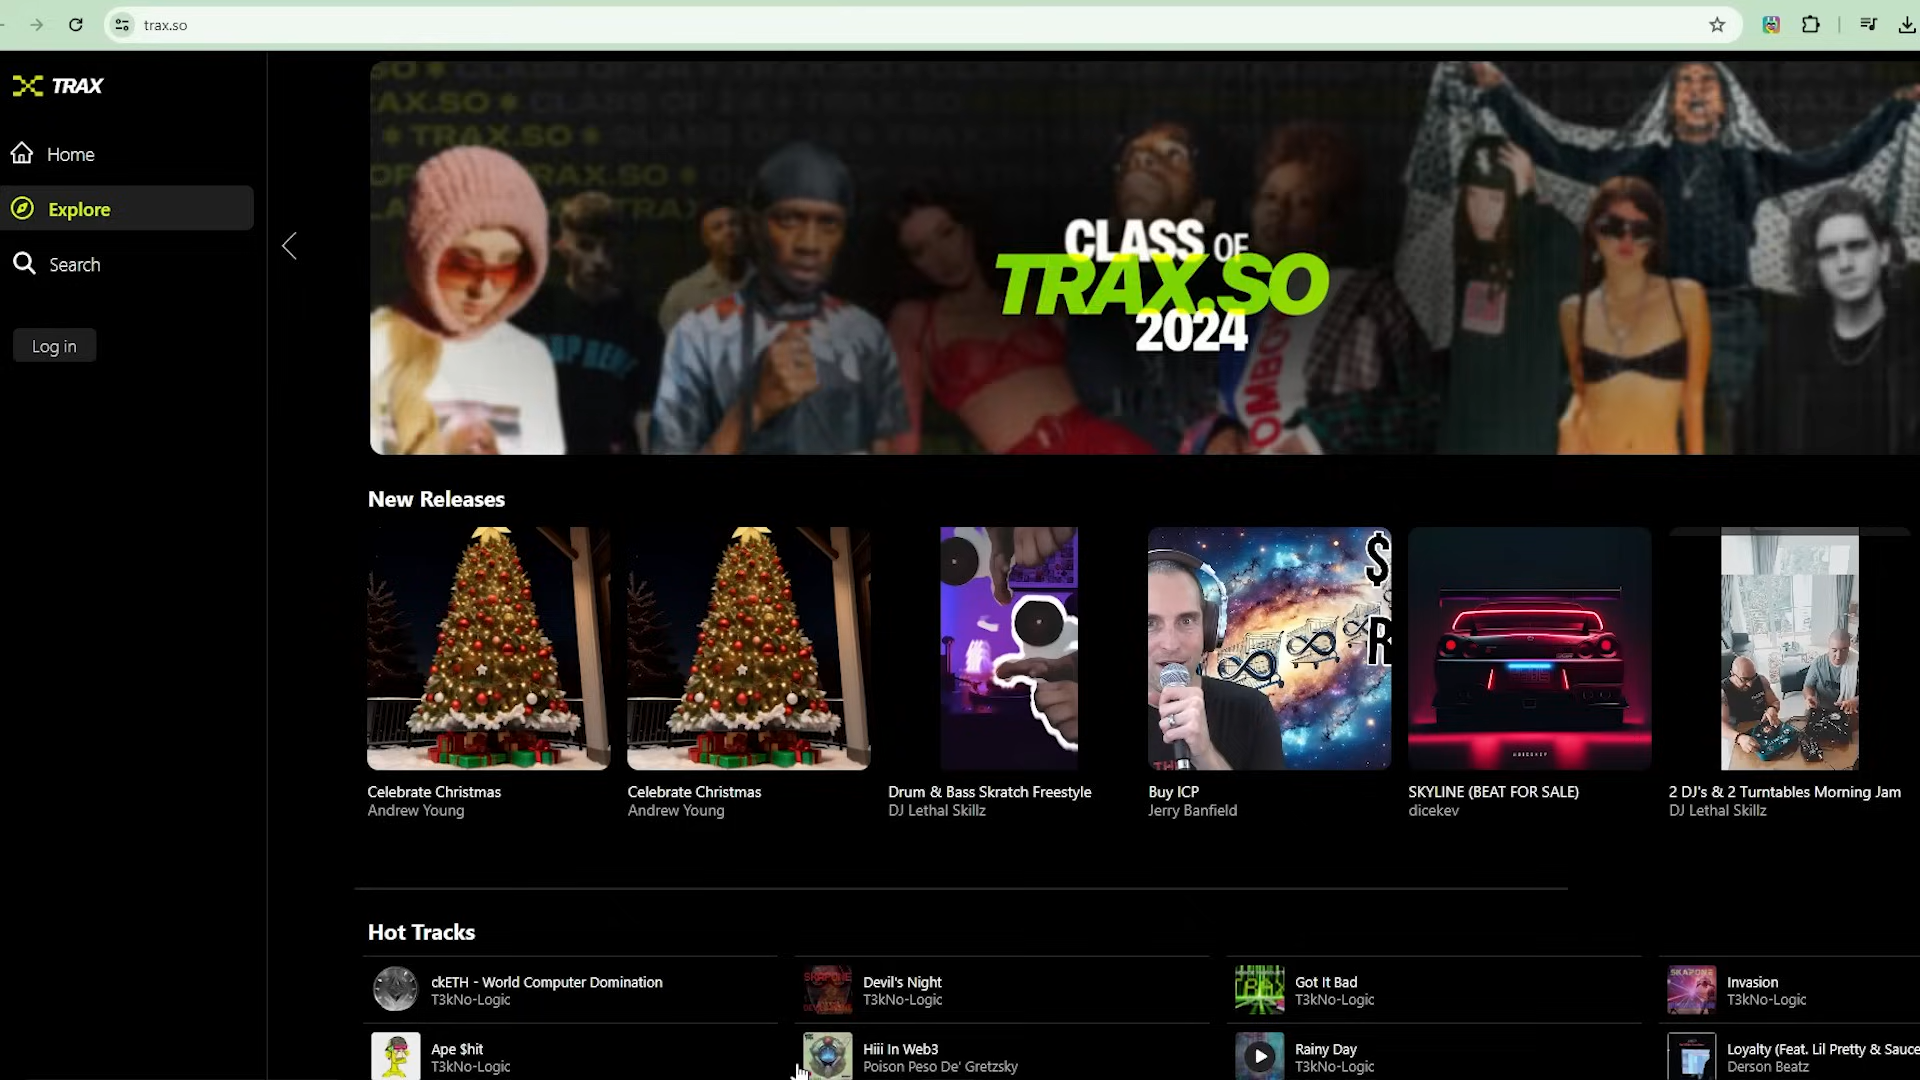 trax.so
TRAX
Home
Explore
Search
Log in
AX.SO
TRAX.SO
CLASS OF
TRAX.SO
2024
New Releases
Celebrate Christmas
Andrew Young
Celebrate Christmas
Andrew Young
Drum & Bass Skratch Freestyle
DJ Lethal Skillz
$
R
Buy ICP
Jerry Banfield
SKYLINE (BEAT FOR SALE)
dicekev
2 DJ's & 2 Turntables Morning Jam
DJ Lethal Skillz
Hot Tracks
ckETH - World Computer Domination
T3kNo-Logic
Devil's Night
T3kNo-Logic
Got It Bad
T3kNo-Logic
Invasion
T3kNo-Logic
Ape $hit
T3kNo-Logic
Hiii In Web3
Poison Peso De' Gretzsky
Rainy Day
T3kNo-Logic
Loyalty (Feat. Lil Pretty & Sauce
Derson Beatz